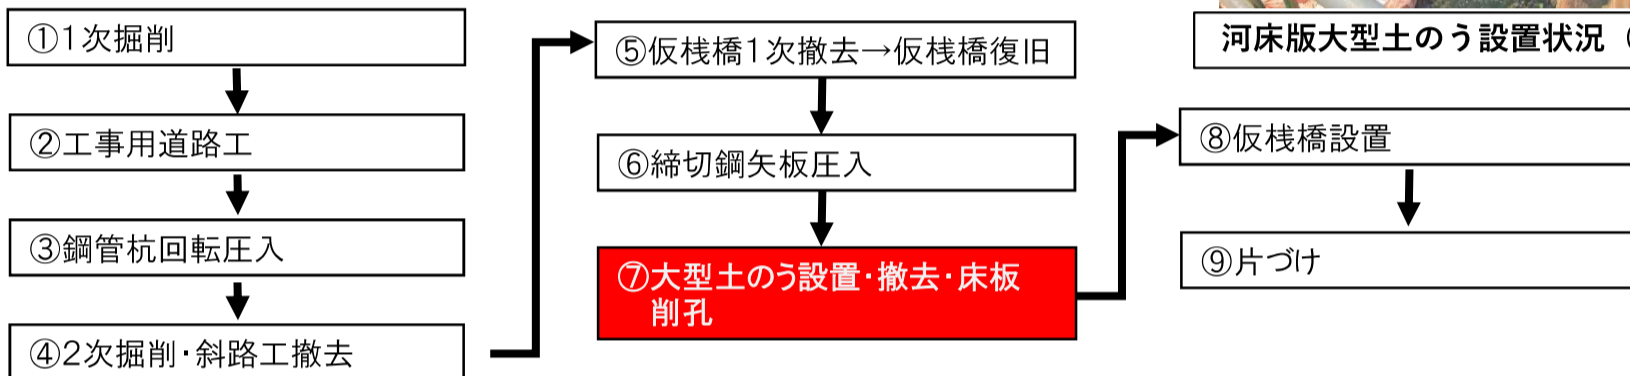 ①1次掘削
②工事用道路工
③鋼管杭回転圧入
④2次掘削・斜路工撤去
⑤仮桟橋1次撤去→仮桟橋復旧
⑥締切鋼矢板圧入
⑦大型土のう設置・撤去・床板
削孔
河床版大型土のう設置状況（
⑧仮桟橋設置
⑨片づけ